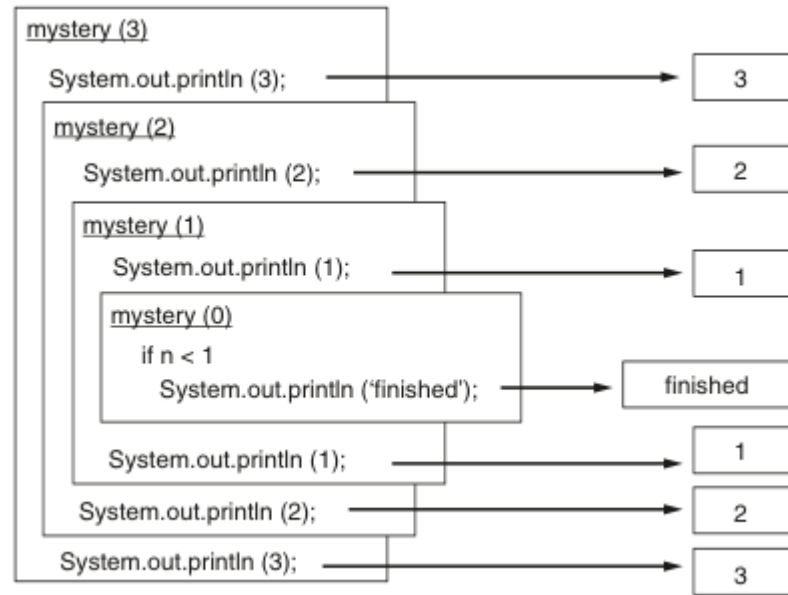 mystery (3)
System.out.println (3);
3
mystery (2)
System.out.println (2);
2
mystery (1)
System.out.println (1);
1
mystery (0)
if n < 1
System.out.println (‘finished’);
finished
System.out.println (1);
1
System.out.println (2);
2
System.out.println (3);
3